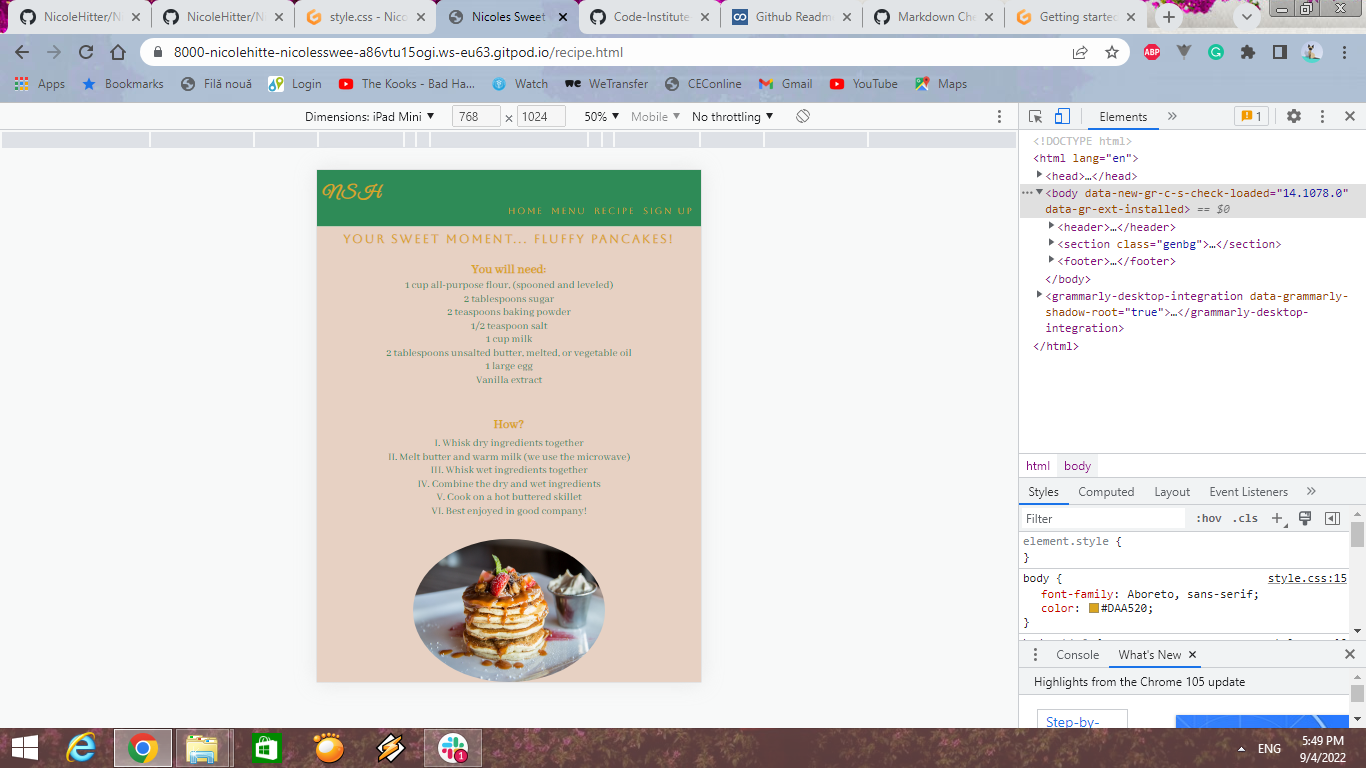 NicoleHitter/N
NicoleHitter/N
style.css - Nico
Nicoles Sweet
Code-Institute
Github Readm
Markdown Che
Getting started
8000-nicolehitte-nicolesswee-a86vtu15ogi.ws-eu63.gitpod.io/recipe.html
ABP
Apps
Bookmarks
Filă nouă
Login
The Kooks - Bad Ha...
Watch
WeTransfer
CEConline
Gmail
YouTube
Maps
Dimensions: iPad Mini ▼
768 × 1024
50% ▼
Mobile ▼
No throttling ▼
NSH
HOME MENU RECIPE SIGN UP
YOUR SWEET MOMENT... FLUFFY PANCAKES!
You will need:
1 cup all-purpose flour, (spooned and leveled)
2 tablespoons sugar
2 teaspoons baking powder
1/2 teaspoon salt
1 cup milk
2 tablespoons unsalted butter, melted, or vegetable oil
1 large egg
Vanilla extract
How?
I. Whisk dry ingredients together
II. Melt butter and warm milk (we use the microwave)
III. Whisk wet ingredients together
IV. Combine the dry and wet ingredients
V. Cook on a hot buttered skillet
VI. Best enjoyed in good company!
Elements
1
<!DOCTYPE html>
<html lang="en">
<head>…</head>
<body data-new-gr-c-s-check-loaded="14.1078.0"
data-gr-ext-installed> == $0
<header>…</header>
<section class="genbg">…</section>
<footer>…</footer>
</body>
<grammarly-desktop-integration data-grammarly-
shadow-root="true">…</grammarly-desktop-
integration>
</html>
html body
Styles Computed Layout Event Listeners
Filter
:hov .cls
element.style {
}
body {
style.css:15
font-family: Aboreto, sans-serif;
color: #DAA520;
}
Console What's New
Highlights from the Chrome 105 update
Step-by-
1
ENG
5:49 PM
9/4/2022